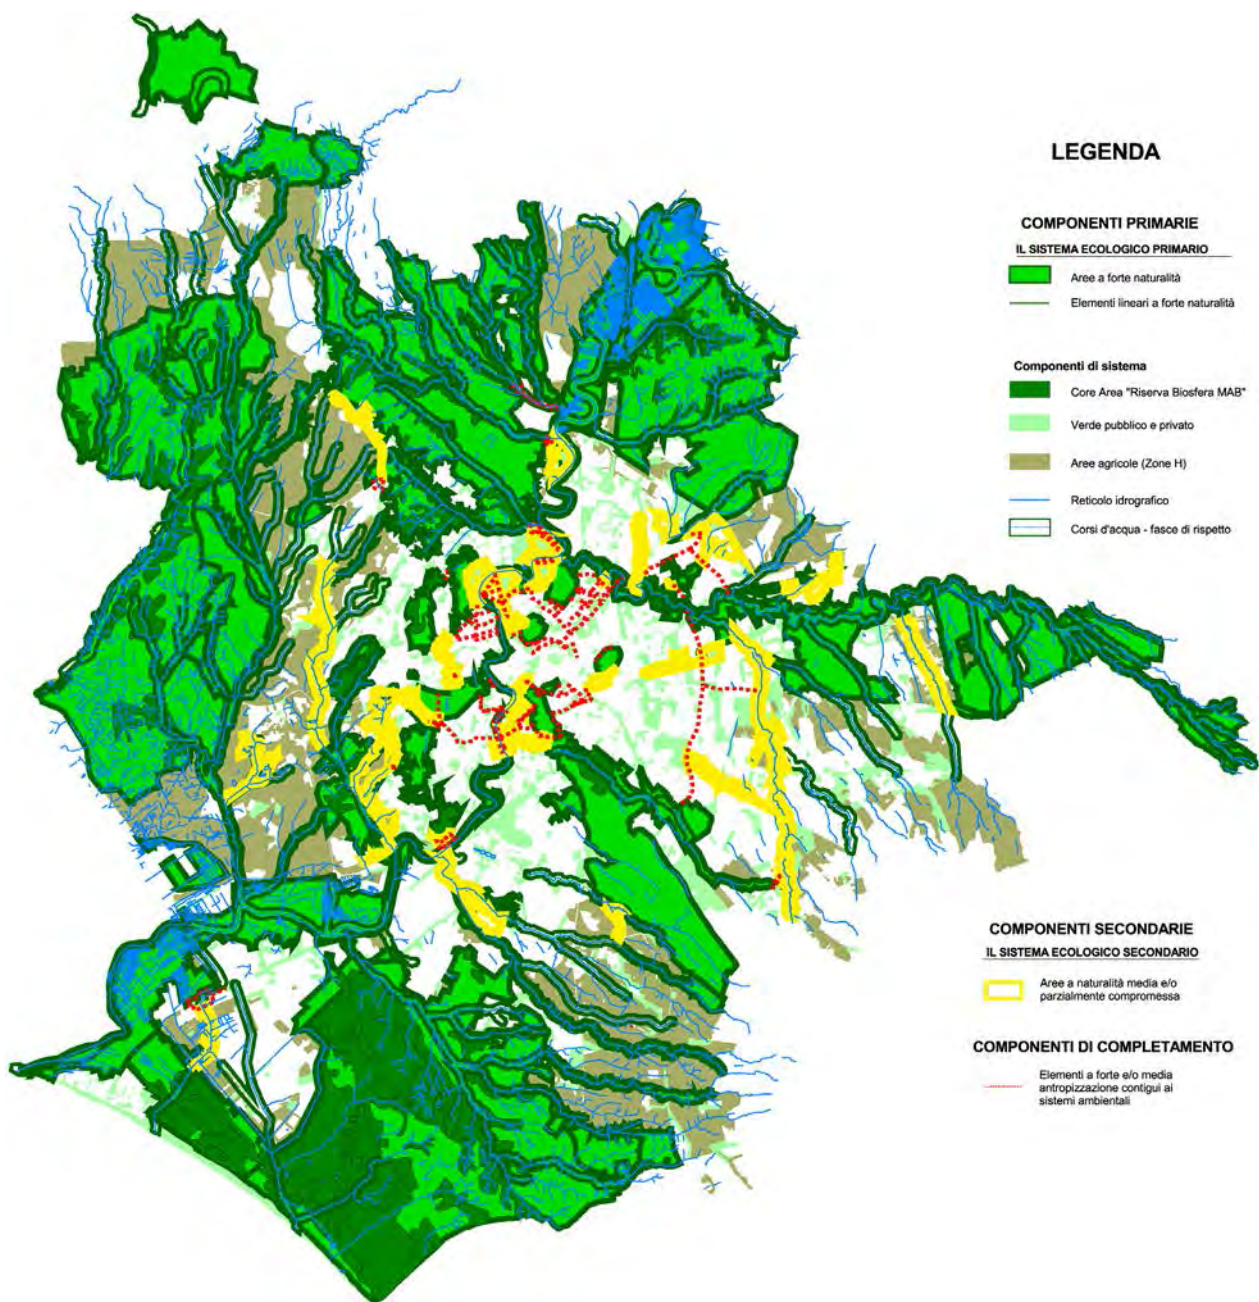 LEGENDA
COMPONENTI PRIMARIE
IL SISTEMA ECOLOGICO PRIMARIO
Aree a forte naturalità
Elementi lineari a forte naturalità
Componenti di sistema
Core Area "Riserva Biosfera MAB"
Verde pubblico e privato
Aree agricole (Zone H)
Reticolo idrografico
Corsi d'acqua - fasce di rispetto
COMPONENTI SECONDARIE
IL SISTEMA ECOLOGICO SECONDARIO
Aree a naturalità media e/o
parzialmente compromessa
COMPONENTI DI COMPLETAMENTO
Elementi a forte e/o media
antropizzazione contigui ai
sistemi ambientali